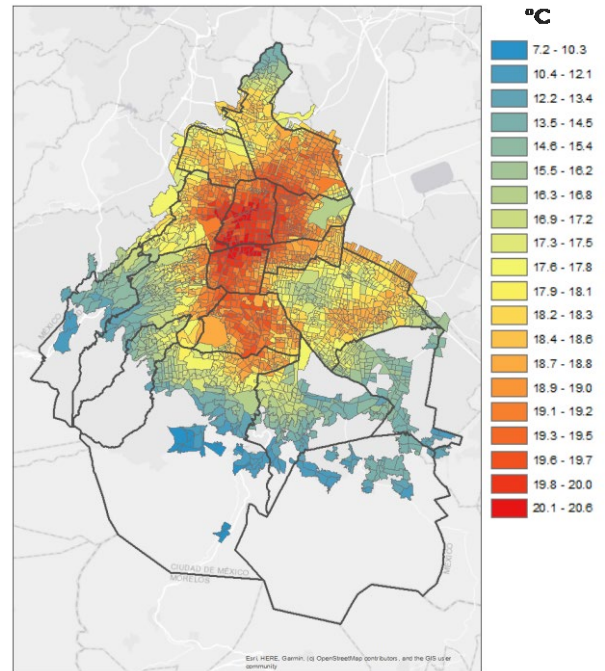 °C
7.2 - 10.3
10.4 - 12.1
12.2 - 13.4
13.5 - 14.5
14.6 - 15.4
15.5 - 16.2
16.3 - 16.8
16.9 - 17.2
17.3 - 17.5
17.6 - 17.8
17.9 - 18.1
18.2 - 18.3
18.4 - 18.6
18.7 - 18.8
18.9 - 19.0
19.1 - 19.2
19.3 - 19.5
19.6 - 19.7
19.8 - 20.0
20.1 - 20.6
MÉXICO
CIUDAD DE MÉXICO
MORELOS
MÉXICO
Esri, HERE, Garmin, (c) OpenStreetMap contributors, and the GIS user
community